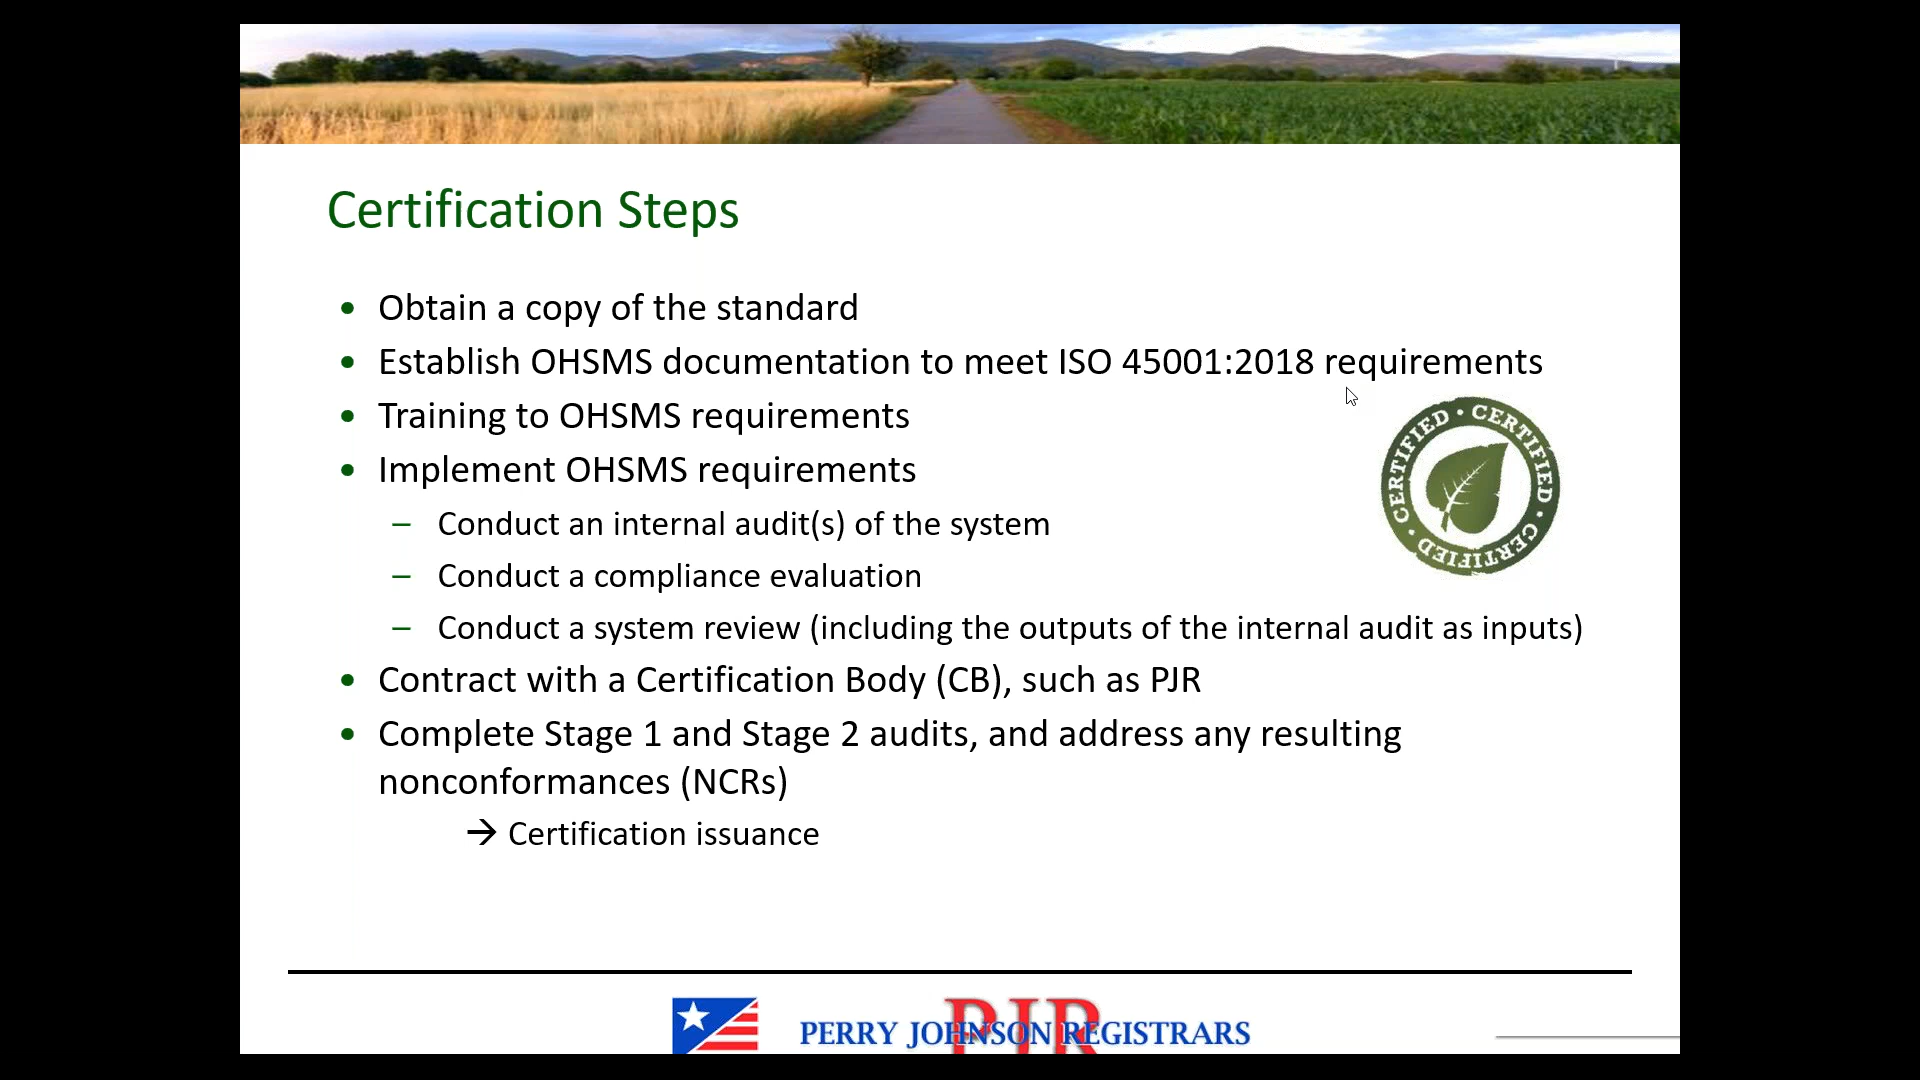 Certification Steps
• Obtain a copy of the standard
• Establish OHSMS documentation to meet ISO 45001:2018 requirements
• Training to OHSMS requirements
• Implement OHSMS requirements
– Conduct an internal audit(s) of the system
– Conduct a compliance evaluation
– Conduct a system review (including the outputs of the internal audit as inputs)
• Contract with a Certification Body (CB), such as PJR
• Complete Stage 1 and Stage 2 audits, and address any resulting
nonconformances (NCRs)
→ Certification issuance
CERTIFIED · CERTIFIED · CERTIFIED ·
PJR
PERRY JOHNSON REGISTRARS